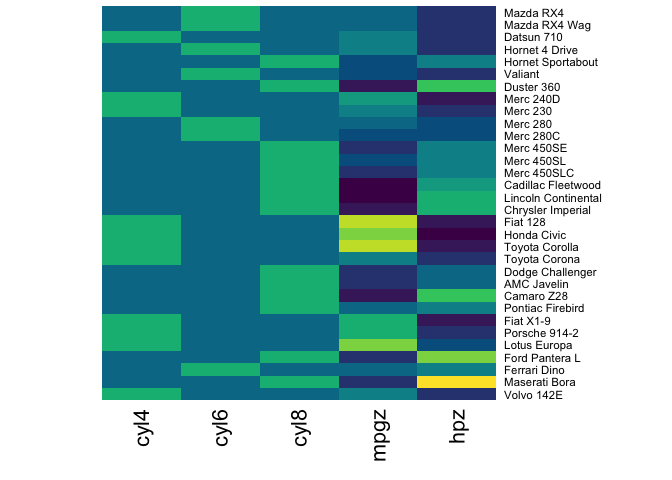 Mazda RX4
Mazda RX4 Wag
Datsun 710
Hornet 4 Drive
Hornet Sportabout
Valiant
Duster 360
Merc 240D
Merc 230
Merc 280
Merc 280C
Merc 450SE
Merc 450SL
Merc 450SLC
Cadillac Fleetwood
Lincoln Continental
Chrysler Imperial
Fiat 128
Honda Civic
Toyota Corolla
Toyota Corona
Dodge Challenger
AMC Javelin
Camaro Z28
Pontiac Firebird
Fiat X1-9
Porsche 914-2
Lotus Europa
Ford Pantera L
Ferrari Dino
Maserati Bora
Volvo 142E
cyl4
cyl6
cyl8
mpgz
hpz